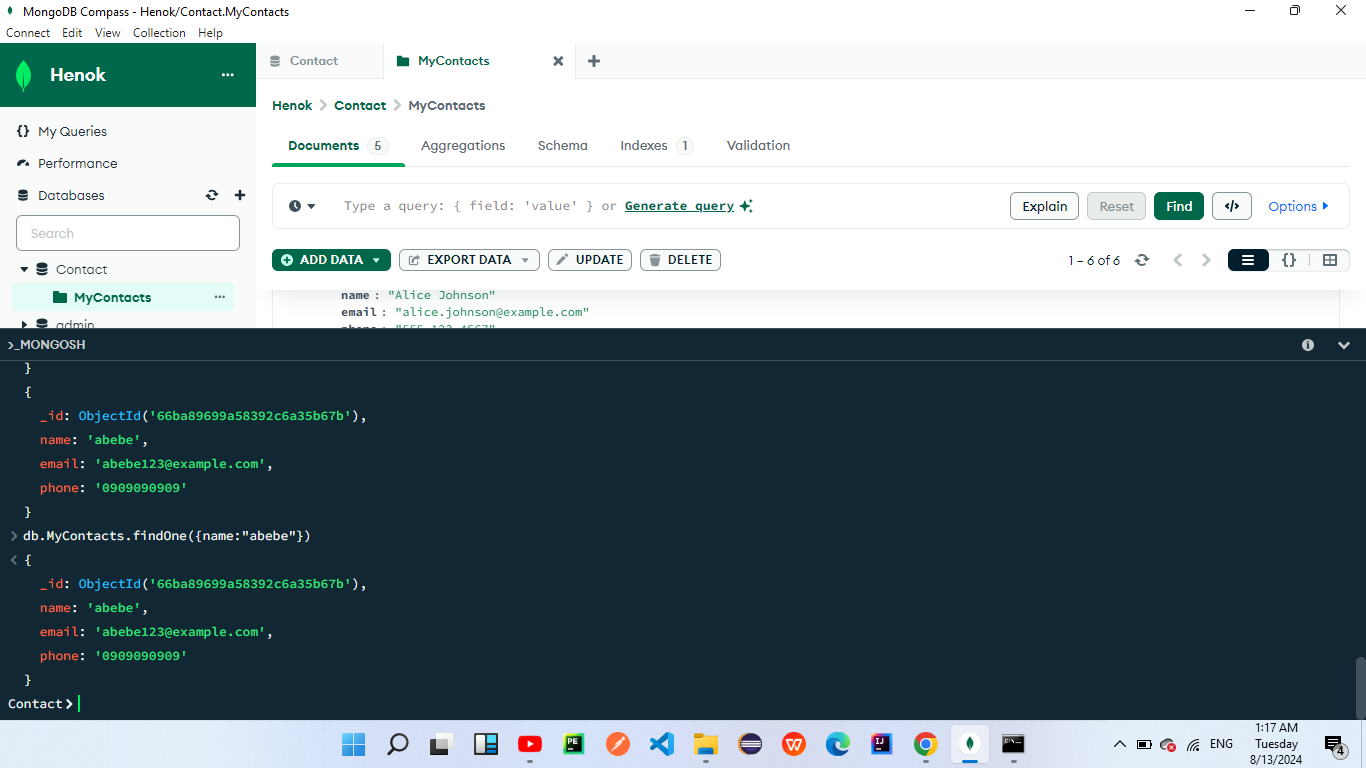 MongoDB Compass - Henok/Contact.MyContacts
Connect Edit View Collection Help
Henok ...
Contact
MyContacts
Henok > Contact > MyContacts
{} My Queries
Performance
Databases
Search
Contact
MyContacts ...
admin
Documents 5 Aggregations Schema Indexes 1 Validation
Type a query: { field: 'value' } or Generate query
Explain Reset Find </> Options
ADD DATA EXPORT DATA UPDATE DELETE
1 – 6 of 6 {}
name : "Alice Johnson"
email : "alice.johnson@example.com"
phone : "555-123-4567"
>_MONGOSH
}
{
_id: ObjectId('66ba89699a58392c6a35b67b'),
name: 'abebe',
email: 'abebe123@example.com',
phone: '0909090909'
}
> db.MyContacts.findOne({name:"abebe"})
< {
_id: ObjectId('66ba89699a58392c6a35b67b'),
name: 'abebe',
email: 'abebe123@example.com',
phone: '0909090909'
}
Contact>
PE
IJ
ENG
1:17 AM
Tuesday
8/13/2024
4